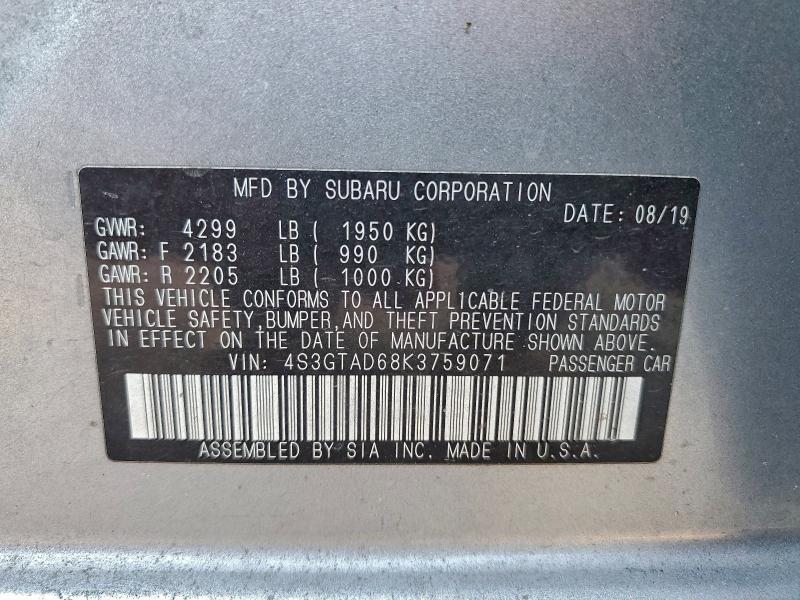 MFD BY SUBARU CORPORATION
DATE: 08/19
GVWR: 4299 LB ( 1950 KG)
GAWR: F 2183 LB ( 990 KG)
GAWR: R 2205 LB ( 1000 KG)
THIS VEHICLE CONFORMS TO ALL APPLICABLE FEDERAL MOTOR
VEHICLE SAFETY, BUMPER, AND THEFT PREVENTION STANDARDS
IN EFFECT ON THE DATE OF MANUFACTURE SHOWN ABOVE.
VIN: 4S3GTAD68K3759071 PASSENGER CAR
ASSEMBLED BY SIA INC. MADE IN U.S.A.